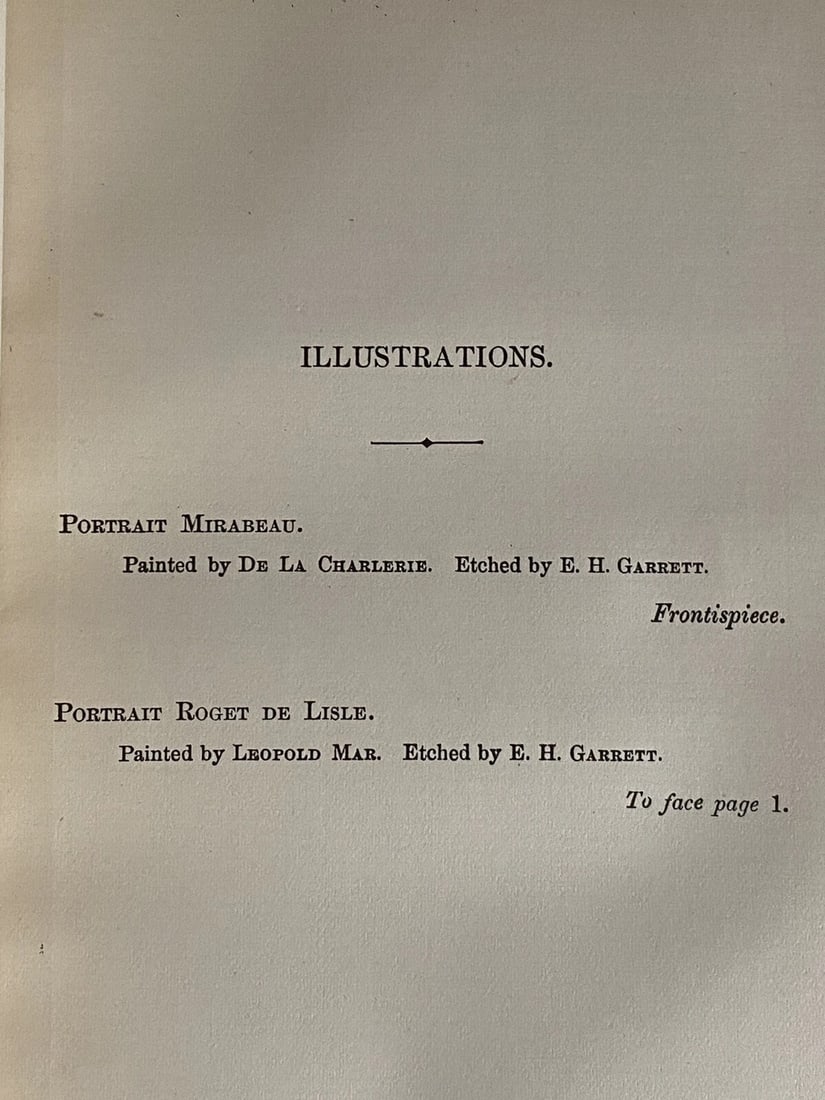 ILLUSTRATIONS.
PORTRAIT MIRABEAU.
Painted by DE LA CHARLERIE. Etched by E. H. GARRETT.
Frontispiece.
PORTRAIT ROGET DE LISLE.
Painted by LEOPOLD MAR. Etched by E. H. GARRETT.
To face page 1.